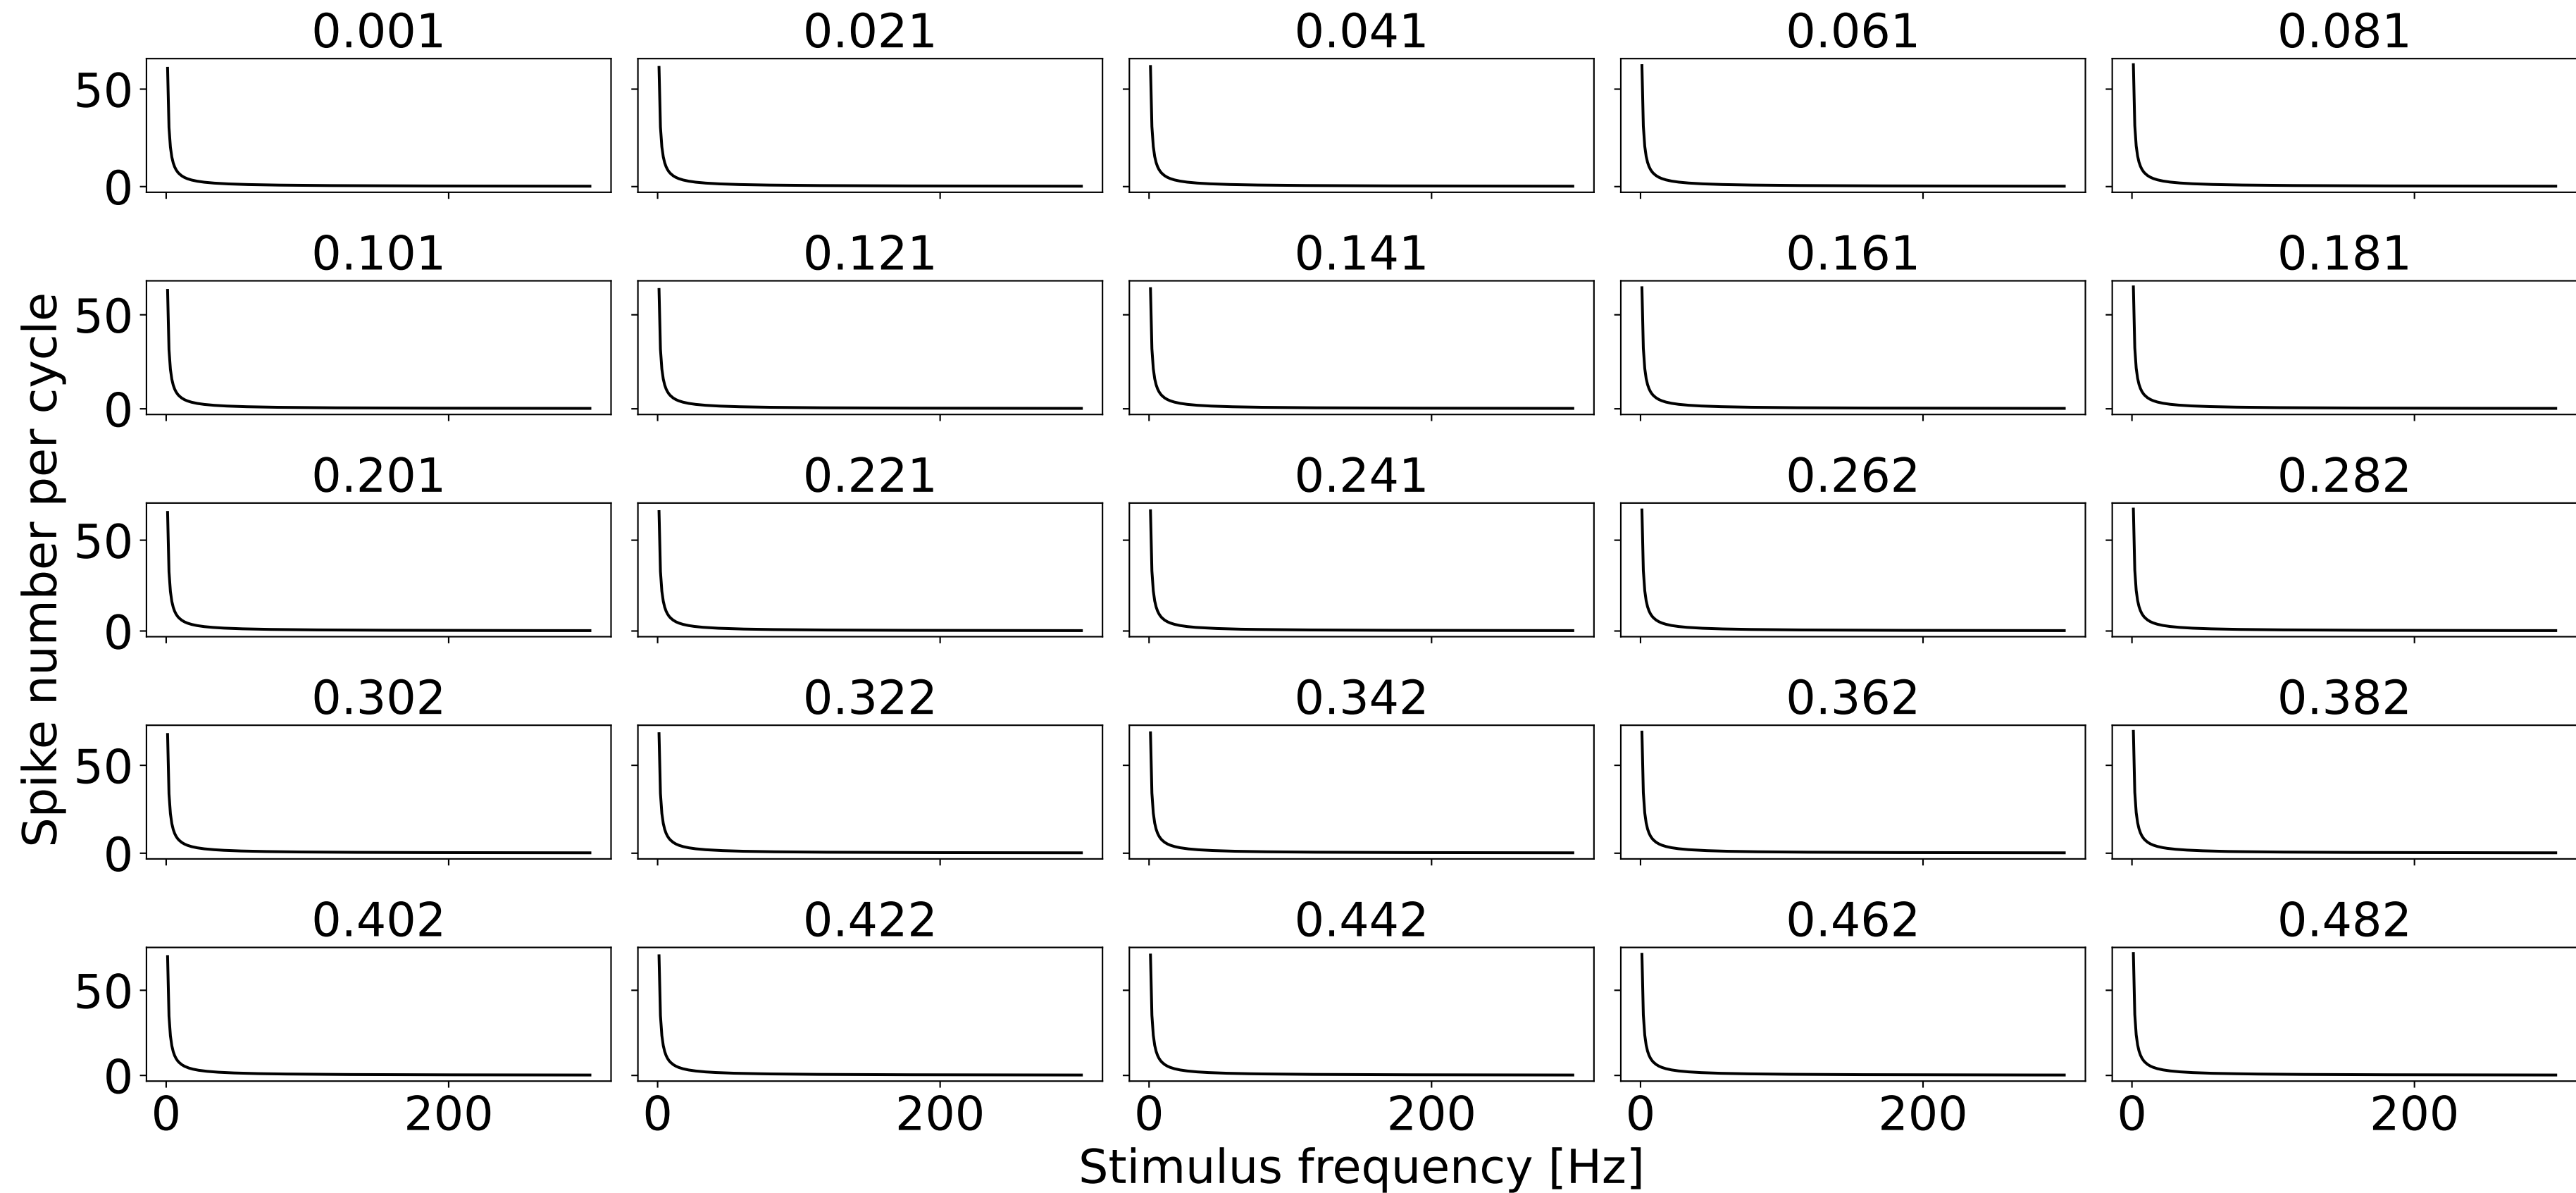 0.001 0.021 0.041 0.061 0.081
50
0
0.101 0.121 0.141 0.161 0.181
50
0
0.201 0.221 0.241 0.262 0.282
50
0
0.302 0.322 0.342 0.362 0.382
50
0
0.402 0.422 0.442 0.462 0.482
50
0
0 200 0 200 0 200 0 200 0 200
Stimulus frequency [Hz]
Spike number per cycle